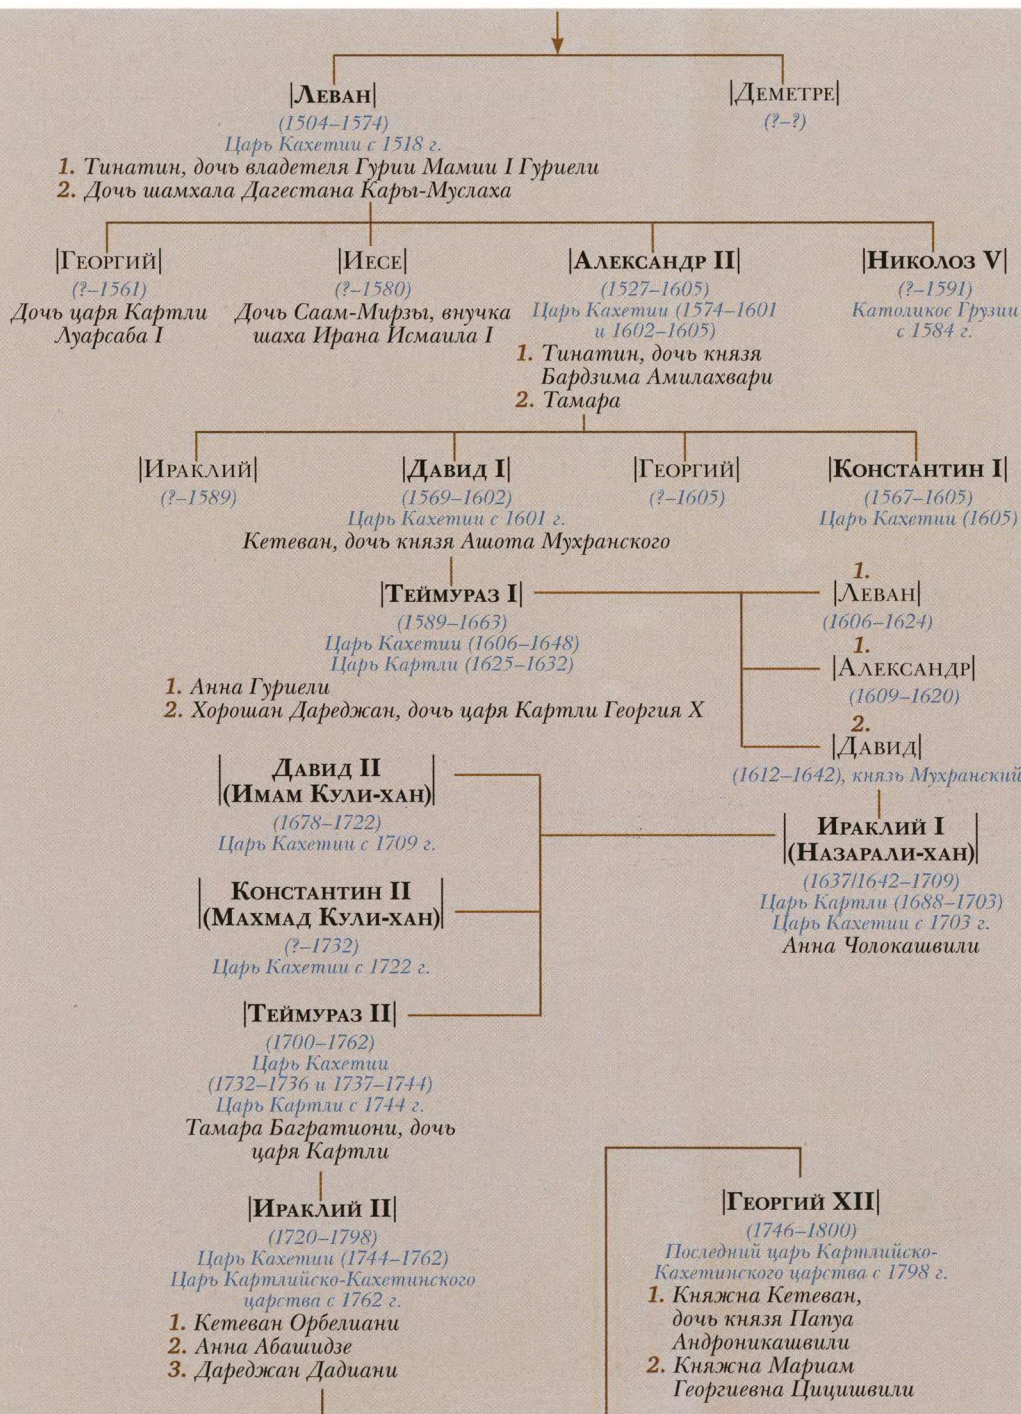 |Леван|
(1504–1574)
Царь Кахетии с 1518 г.
1. Тинатин, дочь владетеля Гурии Мамии I Гуриели
2. Дочь шамхала Дагестана Кары-Муслаха
|Деметре|
(?–?)
|Георгий|
(?–1561)
Дочь царя Картли
Луарсаба I
|Иесе|
(?–1580)
Дочь Саам-Мирзы, внучка
шаха Ирана Исмаила I
|Александр II|
(1527–1605)
Царь Кахетии (1574–1601
и 1602–1605)
1. Тинатин, дочь князя
Бардзима Амилахвари
2. Тамара
|Николоз V|
(?–1591)
Католикос Грузии
с 1584 г.
|Ираклий|
(?–1589)
|Давид I|
(1569–1602)
Царь Кахетии с 1601 г.
Кетеван, дочь князя Ашота Мухранского
|Георгий|
(?–1605)
|Константин I|
(1567–1605)
Царь Кахетии (1605)
|Теймураз I|
(1589–1663)
Царь Кахетии (1606–1648)
Царь Картли (1625–1632)
1. Анна Гуриели
2. Хорошан Дареджан, дочь царя Картли Георгия X
1.
|Леван|
(1606–1624)
1.
|Александр|
(1609–1620)
2.
|Давид|
(1612–1642), князь Мухранский
Ираклий I
(Назарали-хан)
(1637/1642–1709)
Царь Картли (1688–1703)
Царь Кахетии с 1703 г.
Анна Чолокашвили
Давид II
(Имам Кули-хан)
(1678–1722)
Царь Кахетии с 1709 г.
Константин II
(Махмад Кули-хан)
(?–1732)
Царь Кахетии с 1722 г.
|Теймураз II|
(1700–1762)
Царь Кахетии
(1732–1736 и 1737–1744)
Царь Картли с 1744 г.
Тамара Багратиони, дочь
царя Картли
|Ираклий II|
(1720–1798)
Царь Кахетии (1744–1762)
Царь Картлийско-Кахетинского
царства с 1762 г.
1. Кетеван Орбелиани
2. Анна Абашидзе
3. Дареджан Дадиани
|Георгий XII|
(1746–1800)
Последний царь Картлийско-
Кахетинского царства с 1798 г.
1. Княжна Кетеван,
дочь князя Папуа
Андроникашвили
2. Княжна Мариам
Георгиевна Цицишвили